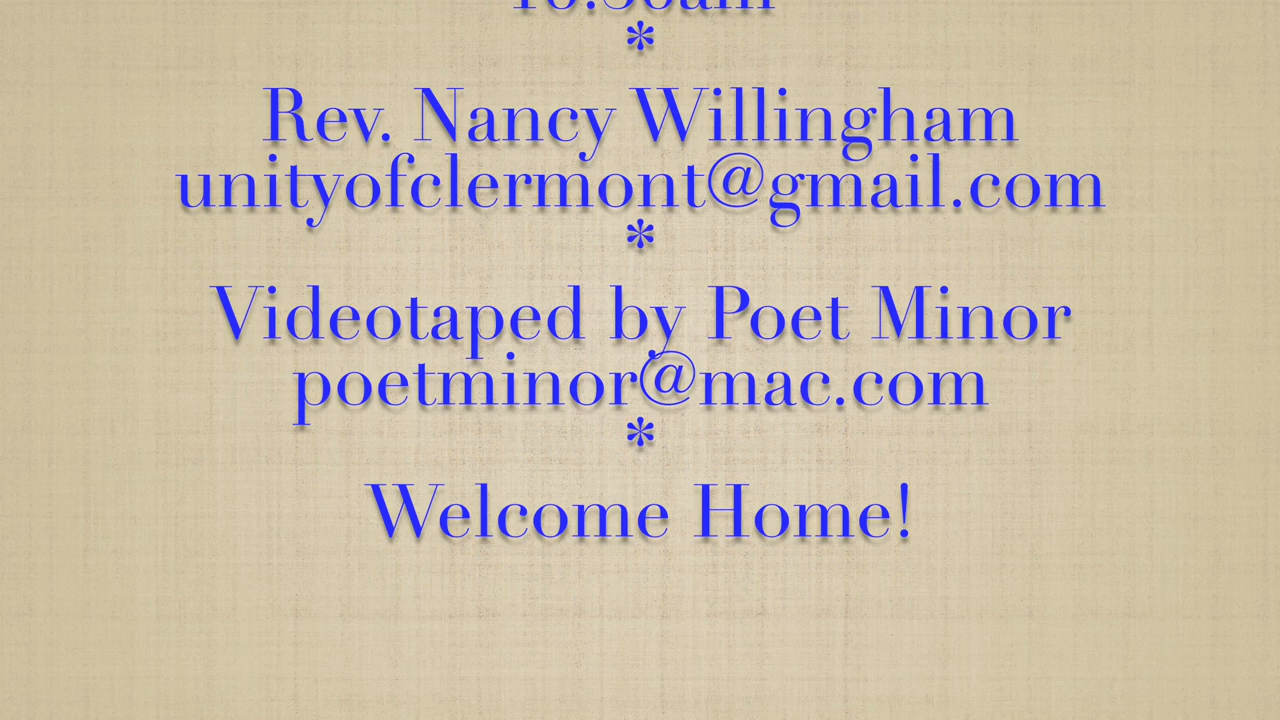 *
Rev. Nancy Willingham
unityofclermont@gmail.com
*
Videotaped by Poet Minor
poetminor@mac.com
*
Welcome Home!